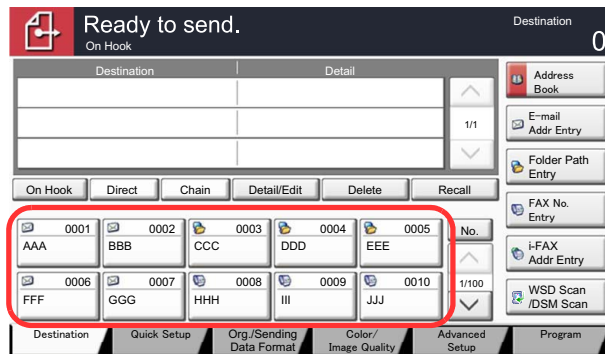 Ready to send.
On Hook
Destination
0
Destination Detail
1/1
Address
Book
E-mail
Addr Entry
Folder Path
Entry
FAX No.
Entry
i-FAX
Addr Entry
WSD Scan
/DSM Scan
On Hook Direct Chain Detail/Edit Delete Recall
0001 0002 0003 0004 0005 No.
AAA BBB CCC DDD EEE
0006 0007 0008 0009 0010 1/100
FFF GGG HHH III JJJ
Destination Quick Setup Org./Sending
Data Format Color/
Image Quality Advanced
Setup Program